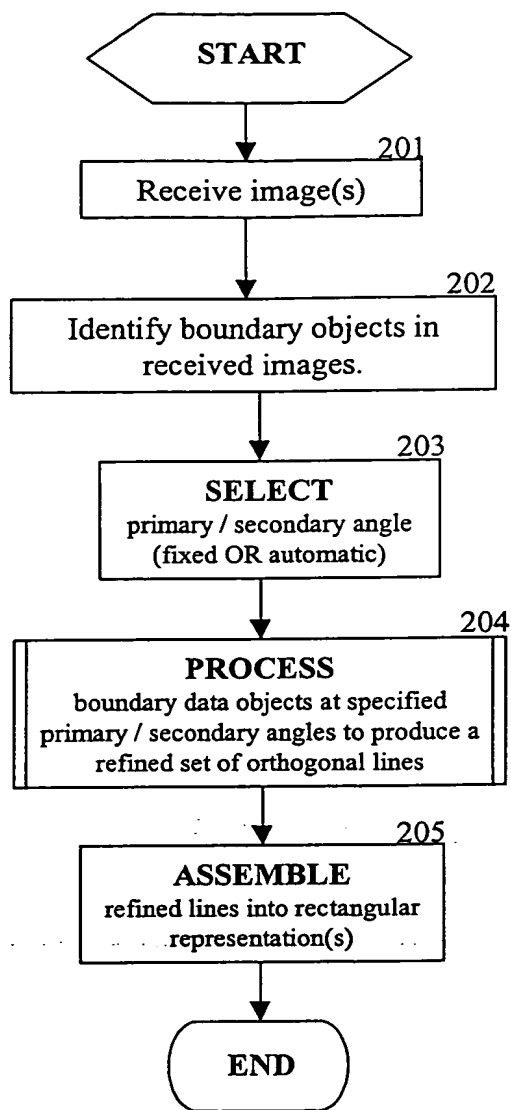 START
201
Receive image(s)
202
Identify boundary objects in
received images.
203
SELECT
primary / secondary angle
(fixed OR automatic)
204
PROCESS
boundary data objects at specified
primary / secondary angles to produce a
refined set of orthogonal lines
205
ASSEMBLE
refined lines into rectangular
representation(s)
END